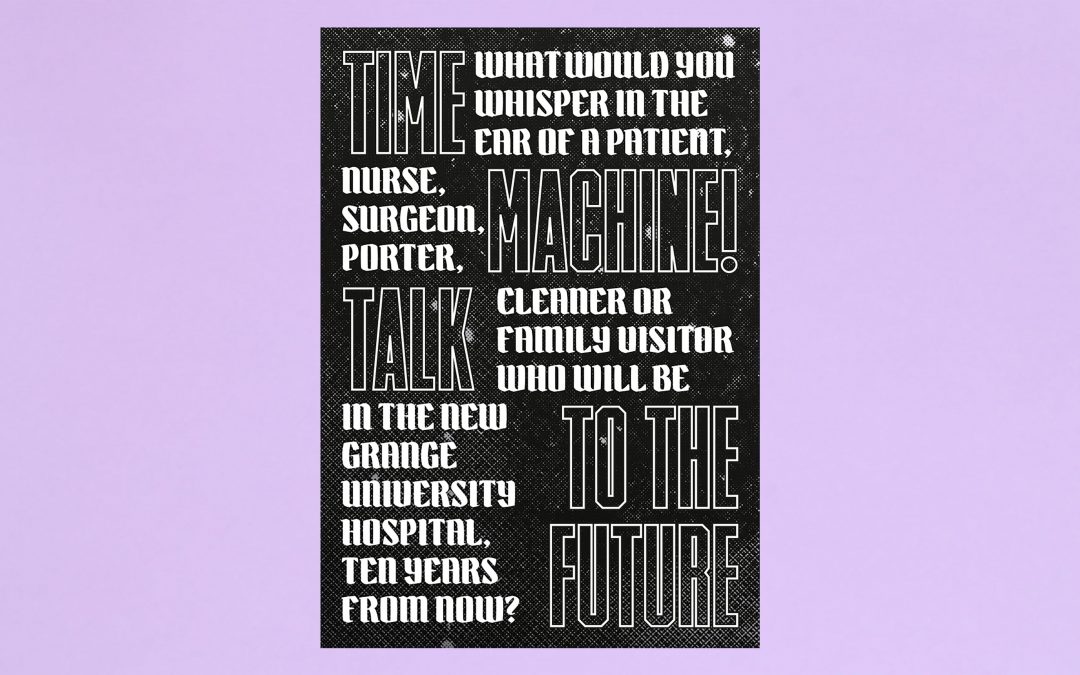 TIME
WHAT WOULD YOU
WHISPER IN THE
EAR OF A PATIENT,
NURSE,
SURGEON,
PORTER,
MACHINE!
TALK
CLEANER OR
FAMILY VISITOR
WHO WILL BE
IN THE NEW
GRANGE
UNIVERSITY
HOSPITAL,
TEN YEARS
FROM NOW?
TO THE
FUTURE